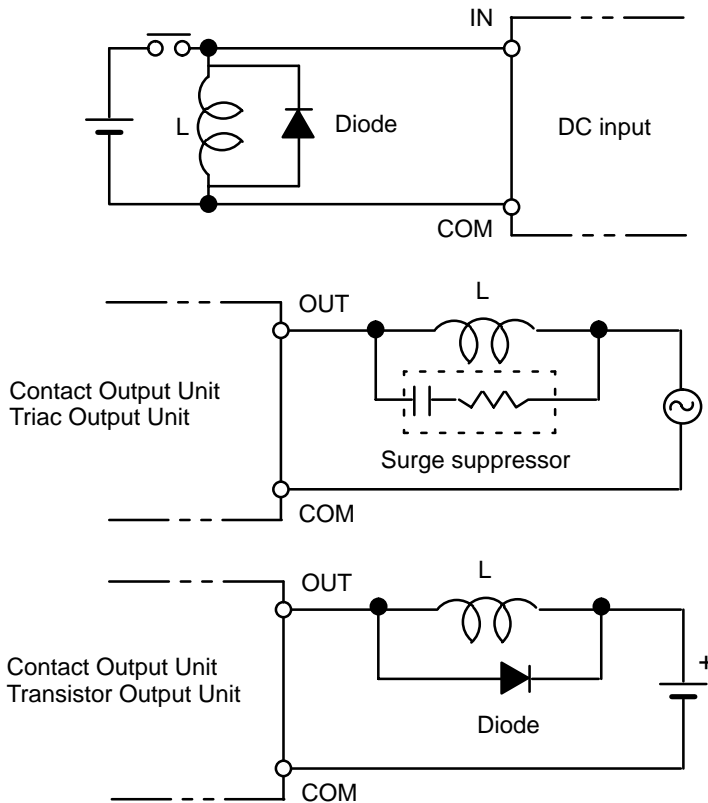 IN
L
Diode
DC input
COM
OUT
L
Contact Output Unit
Triac Output Unit
Surge suppressor
COM
OUT
L
Contact Output Unit
Transistor Output Unit
+
Diode
COM